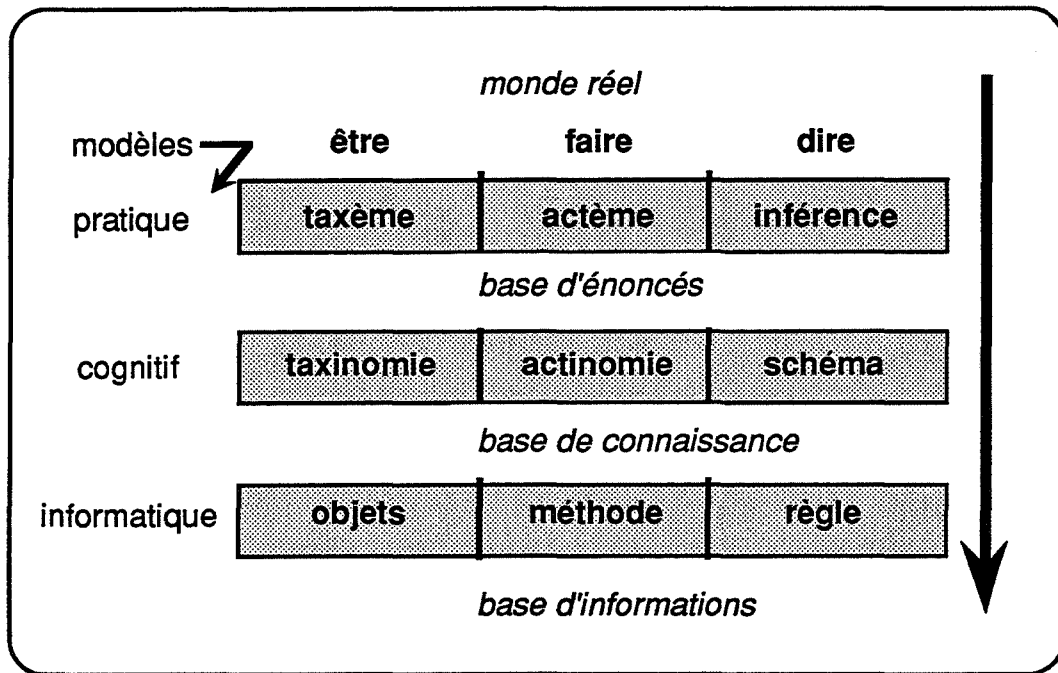 monde réel
modèles être faire dire
pratique taxème actème inférence
base d'énoncés
cognitif taxinomie actinomie schéma
base de connaissance
informatique objets méthode règle
base d'informations